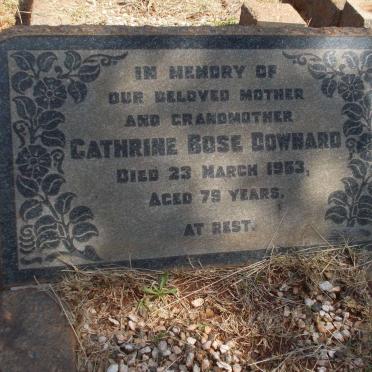 IN MEMORY OF
OUR BELOVED MOTHER
AND GRANDMOTHER
CATHRINE BOSE DOWNARD
DIED 23 MARCH 1953,
AGED 79 YEARS.
AT REST.